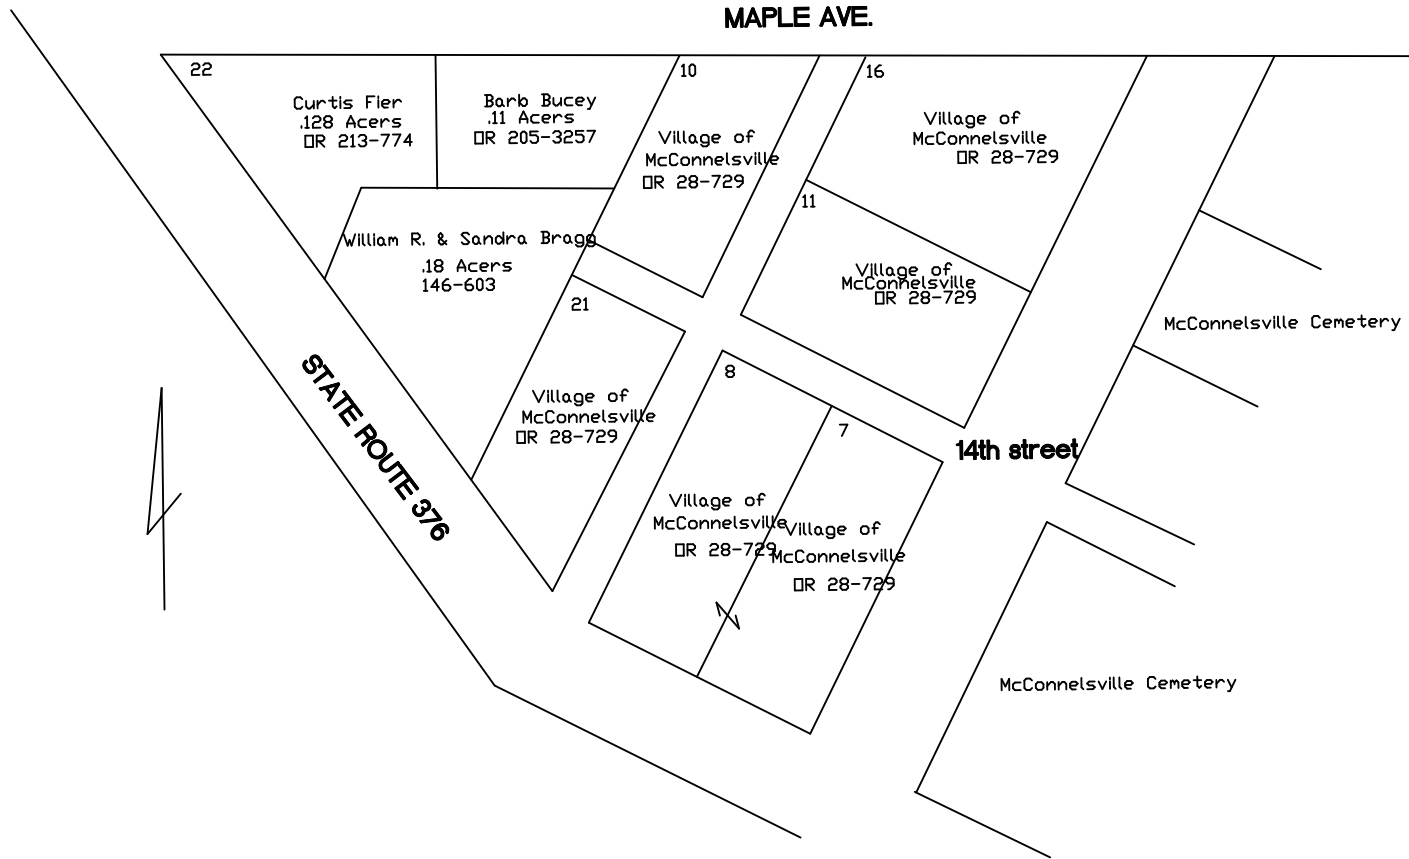 MAPLE AVE.
22
Curtis Fier
.128 Acers
OR 213-774
Barb Bucey
.11 Acers
OR 205-3257
10
Village of
McConnelsville
OR 28-729
16
Village of
McConnelsville
OR 28-729
William R. & Sandra Bragg
.18 Acers
146-603
11
Village of
McConnelsville
OR 28-729
21
Village of
McConnelsville
OR 28-729
McConnelsville Cemetery
STATE ROUTE 376
8
Village of
McConnelsville
OR 28-729
7
Village of
McConnelsville
OR 28-729
14th street
McConnelsville Cemetery